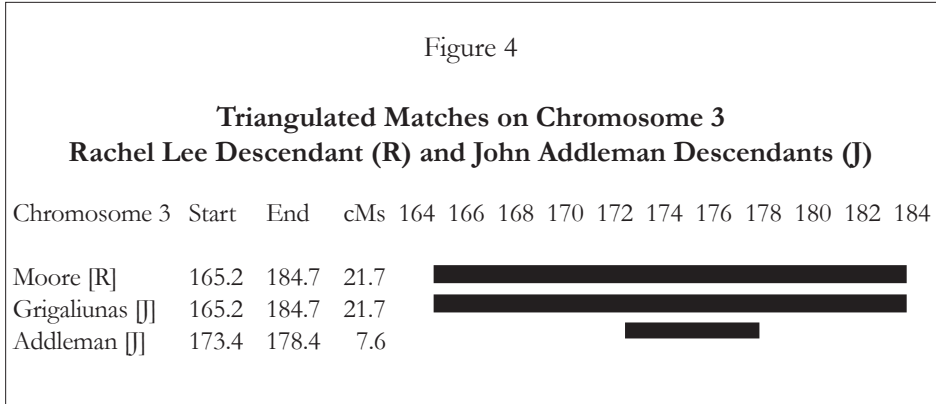 Figure 4
Triangulated Matches on Chromosome 3
Rachel Lee Descendant (R) and John Addleman Descendants (J)
Chromosome 3 Start End cMs 164 166 168 170 172 174 176 178 180 182 184
Moore [R] 165.2 184.7 21.7
Grigaliunas [J] 165.2 184.7 21.7
Addleman [J] 173.4 178.4 7.6